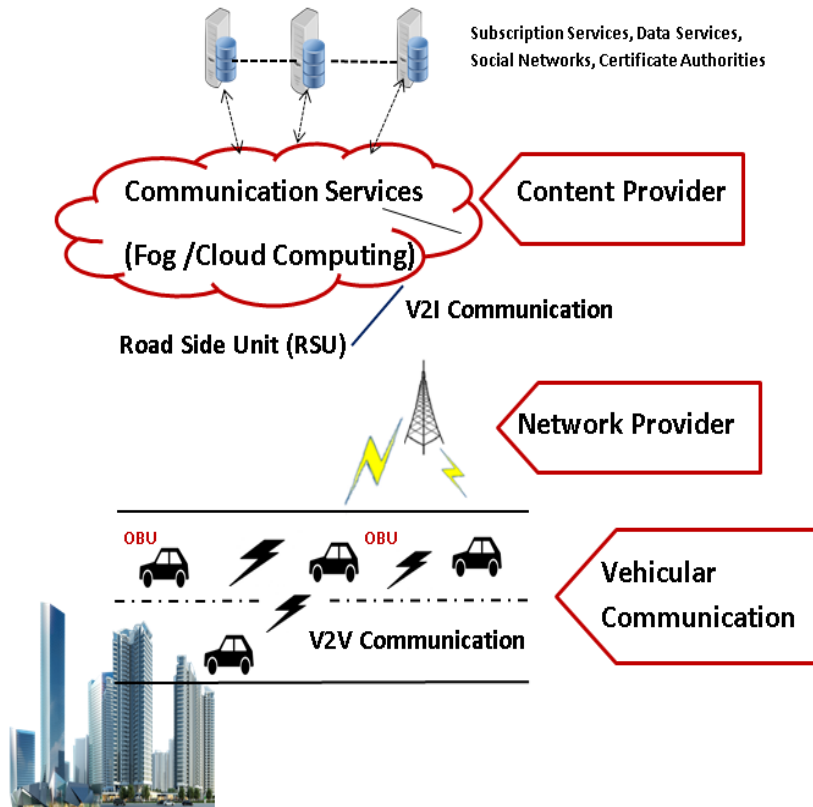 Subscription Services, Data Services,
Social Networks, Certificate Authorities
Communication Services
(Fog /Cloud Computing)
Content Provider
V2I Communication
Road Side Unit (RSU)
Network Provider
OBU
OBU
V2V Communication
Vehicular
Communication